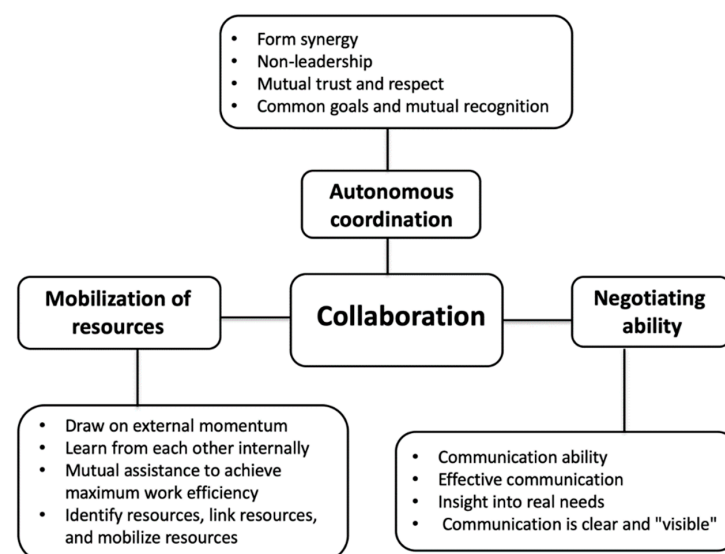 • Form synergy
• Non-leadership
• Mutual trust and respect
• Common goals and mutual recognition
Autonomous
coordination
Mobilization of
resources
Collaboration
Negotiating
ability
• Draw on external momentum
• Learn from each other internally
• Mutual assistance to achieve
maximum work efficiency
• Identify resources, link resources,
and mobilize resources
• Communication ability
• Effective communication
• Insight into real needs
• Communication is clear and "visible"